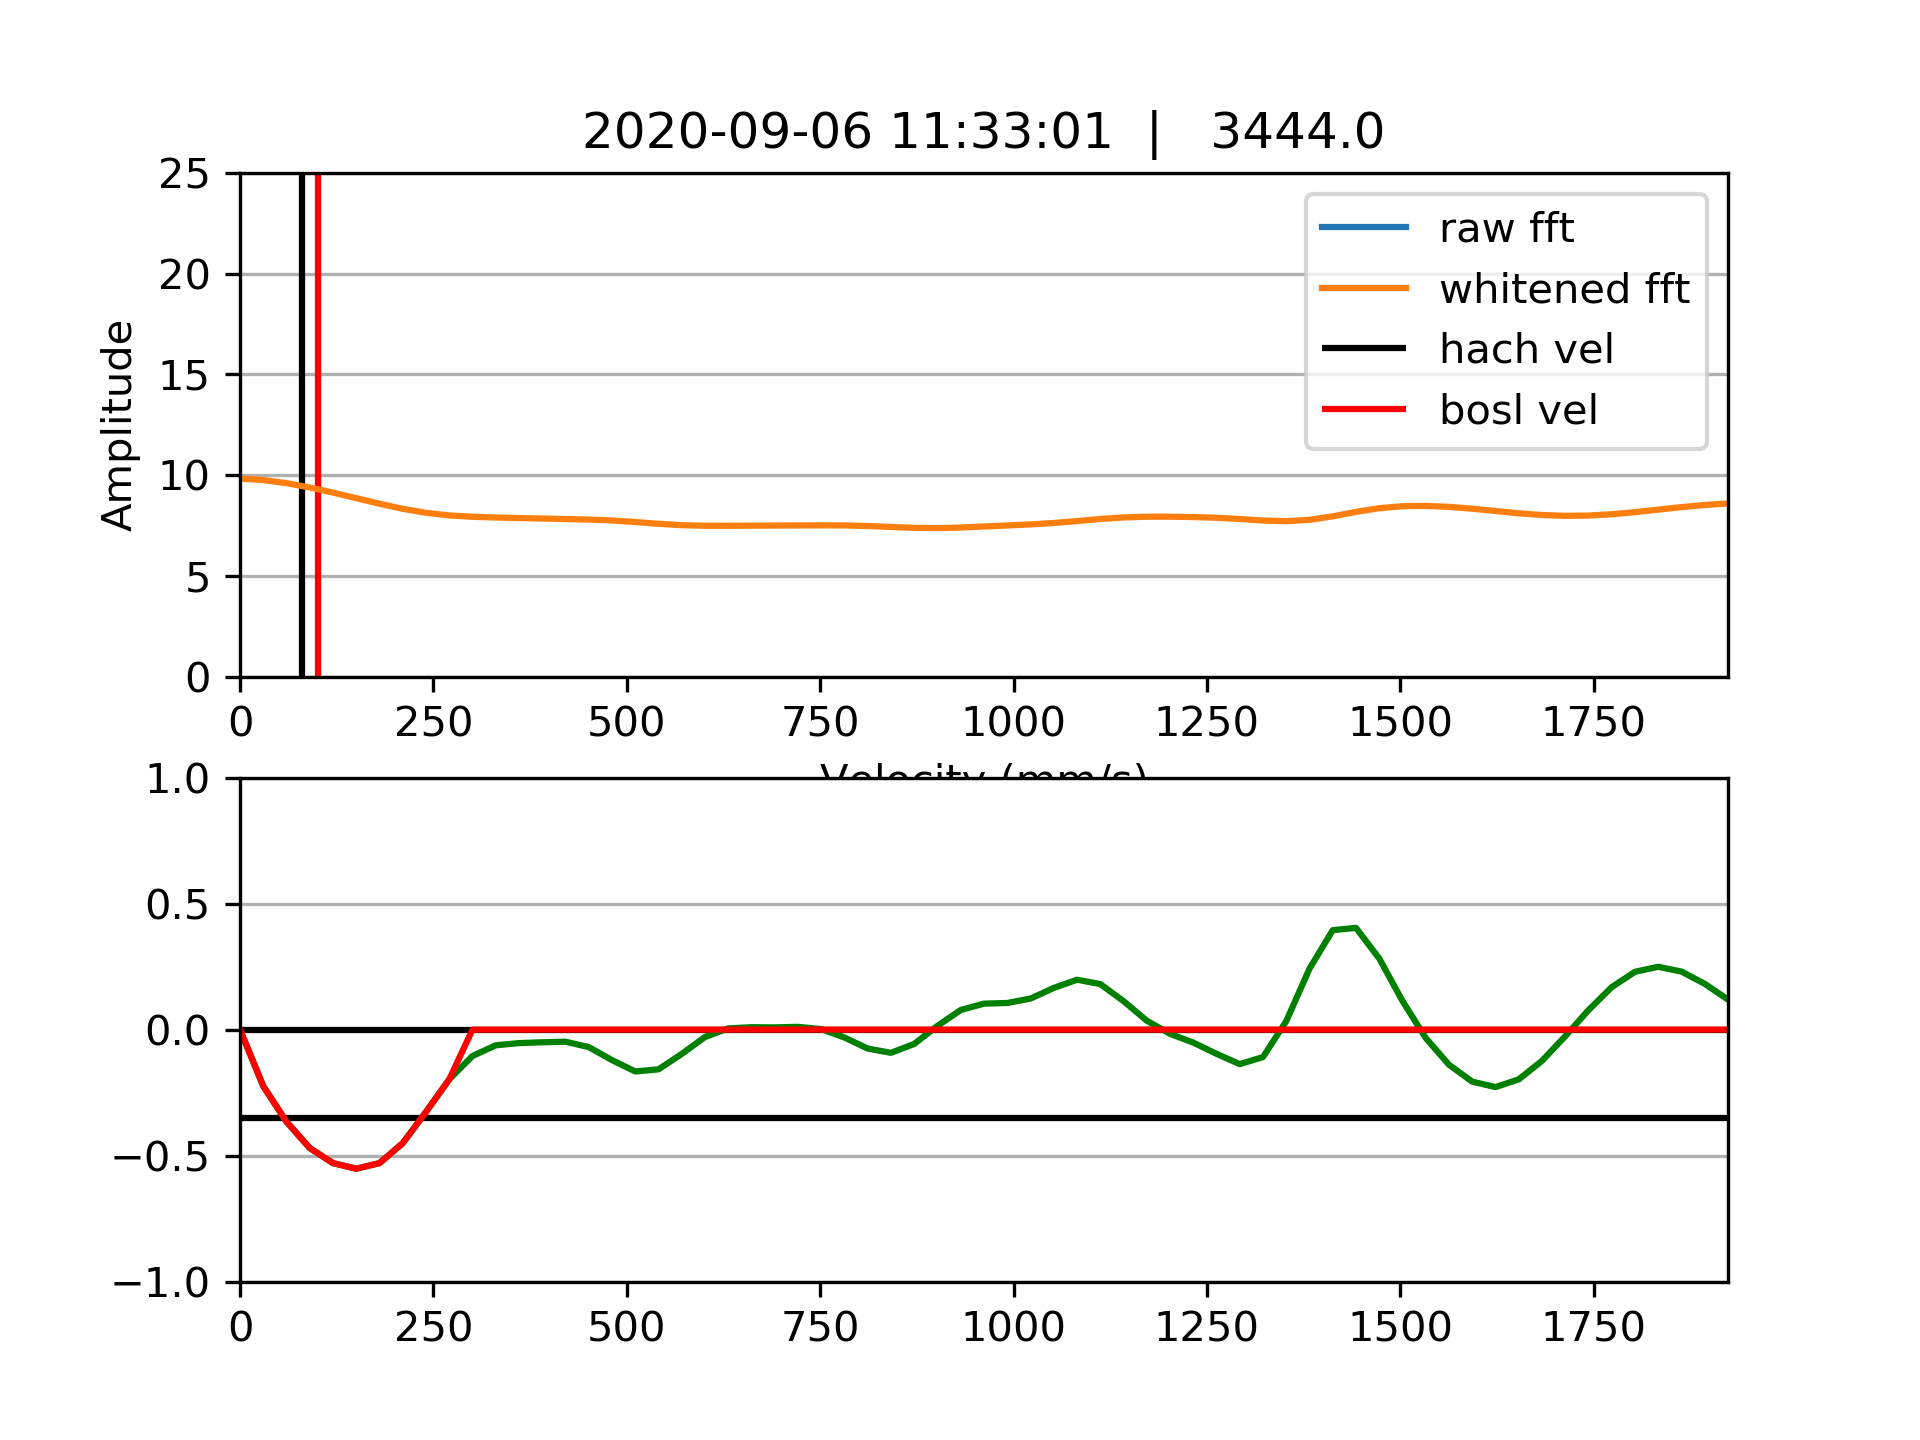 2020-09-06 11:33:01 | 3444.0
25
20
15
10
5
0
Amplitude
raw fft
whitened fft
hach vel
bosl vel
0 250 500 750 1000 1250 1500 1750
Velocity (mm/s)
1.0
0.5
0.0
−0.5
−1.0
0 250 500 750 1000 1250 1500 1750